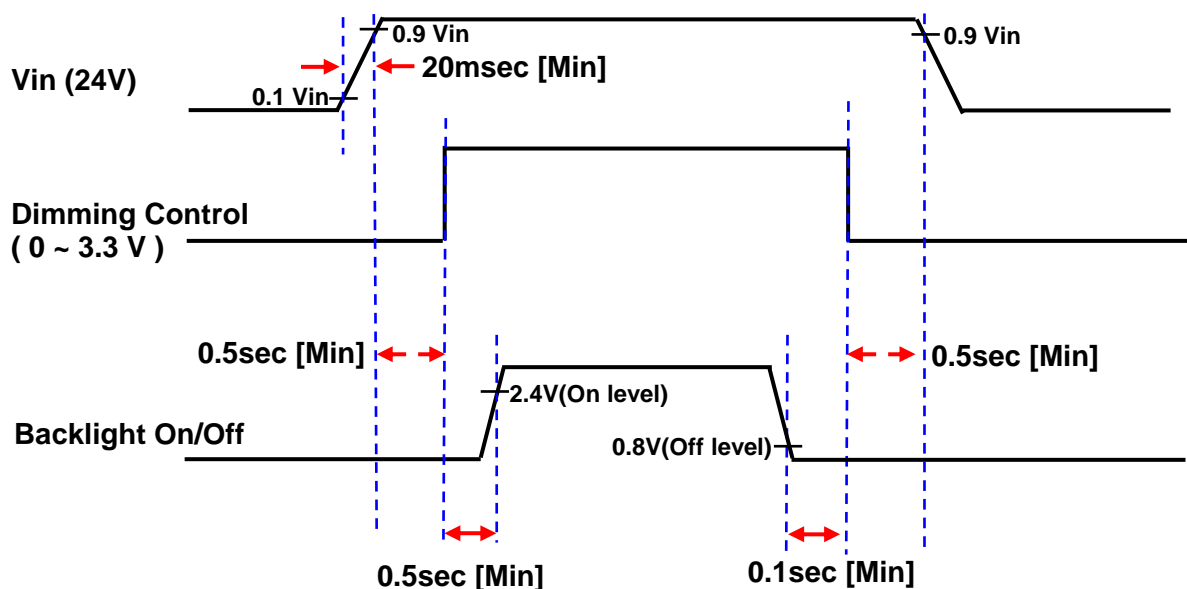 0.9 Vin
0.9 Vin
Vin (24V)
20msec [Min]
0.1 Vin
Dimming Control
( 0 ~ 3.3 V )
0.5sec [Min]
0.5sec [Min]
2.4V(On level)
Backlight On/Off
0.8V(Off level)
0.5sec [Min]
0.1sec [Min]